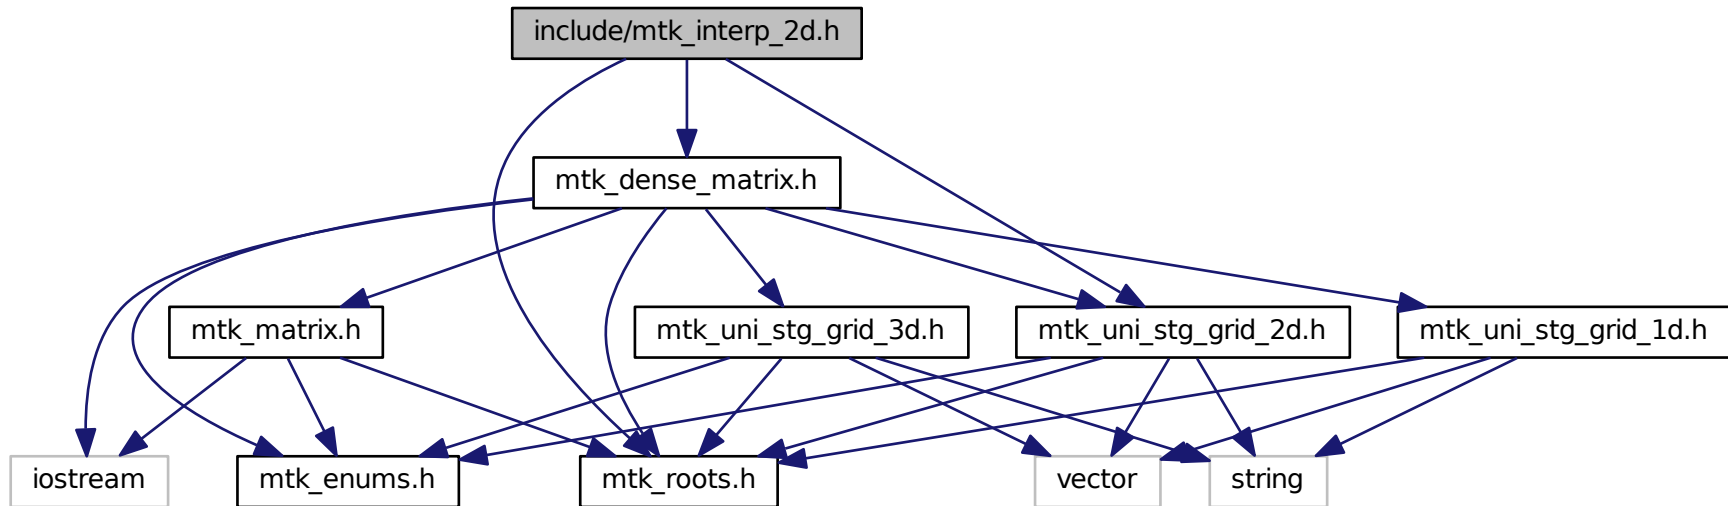 include/mtk_interp_2d.h
mtk_dense_matrix.h
mtk_matrix.h
mtk_uni_stg_grid_3d.h
mtk_uni_stg_grid_2d.h
mtk_uni_stg_grid_1d.h
iostream
mtk_enums.h
mtk_roots.h
vector
string